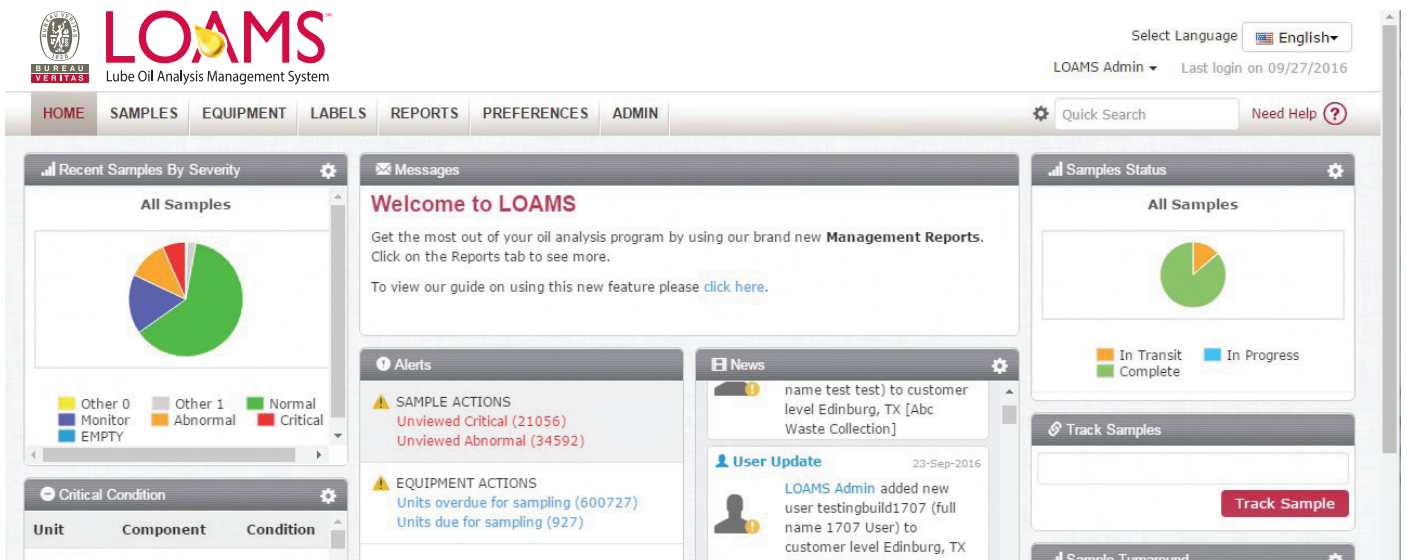 BUREAU VERITAS
1828
LOAMS
SM
Lube Oil Analysis Management System
Select Language English
LOAMS Admin Last login on 09/27/2016
HOME SAMPLES EQUIPMENT LABELS REPORTS PREFERENCES ADMIN
Quick Search Need Help ?
Recent Samples By Severity
All Samples
Other 0 Other 1 Normal
Monitor Abnormal Critical
EMPTY
Critical Condition
Unit Component Condition
Messages
Welcome to LOAMS
Get the most out of your oil analysis program by using our brand new Management Reports.
Click on the Reports tab to see more.
To view our guide on using this new feature please click here.
Alerts
SAMPLE ACTIONS
Unviewed Critical (21056)
Unviewed Abnormal (34592)
EQUIPMENT ACTIONS
Units overdue for sampling (600727)
Units due for sampling (927)
News
name test test) to customer
level Edinburg, TX [Abc
Waste Collection]
User Update 23-Sep-2016
LOAMS Admin added new
user testingbuild1707 (full
name 1707 User) to
customer level Edinburg, TX
Samples Status
All Samples
In Transit In Progress
Complete
Track Samples
Track Sample
Sample Turnaround